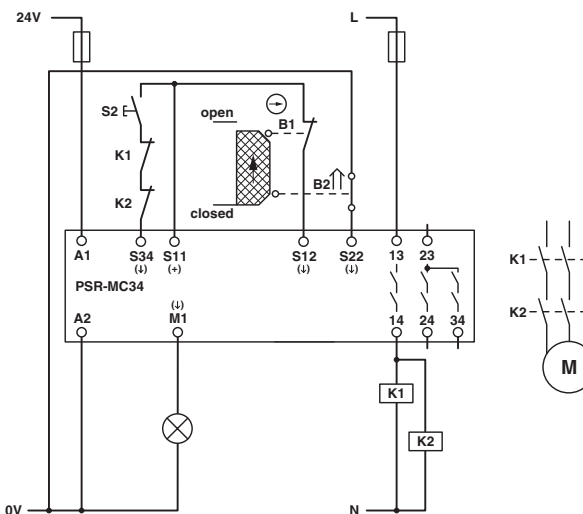 24V
L
S2
open
B1
K1
B2
K2
closed
A1
S34
(↓)
S11
(+)
S12
(↓)
S22
(↓)
13
23
PSR-MC34
(↓)
A2
M1
14
24
34
K1
K2
M
K1
K2
0V
N